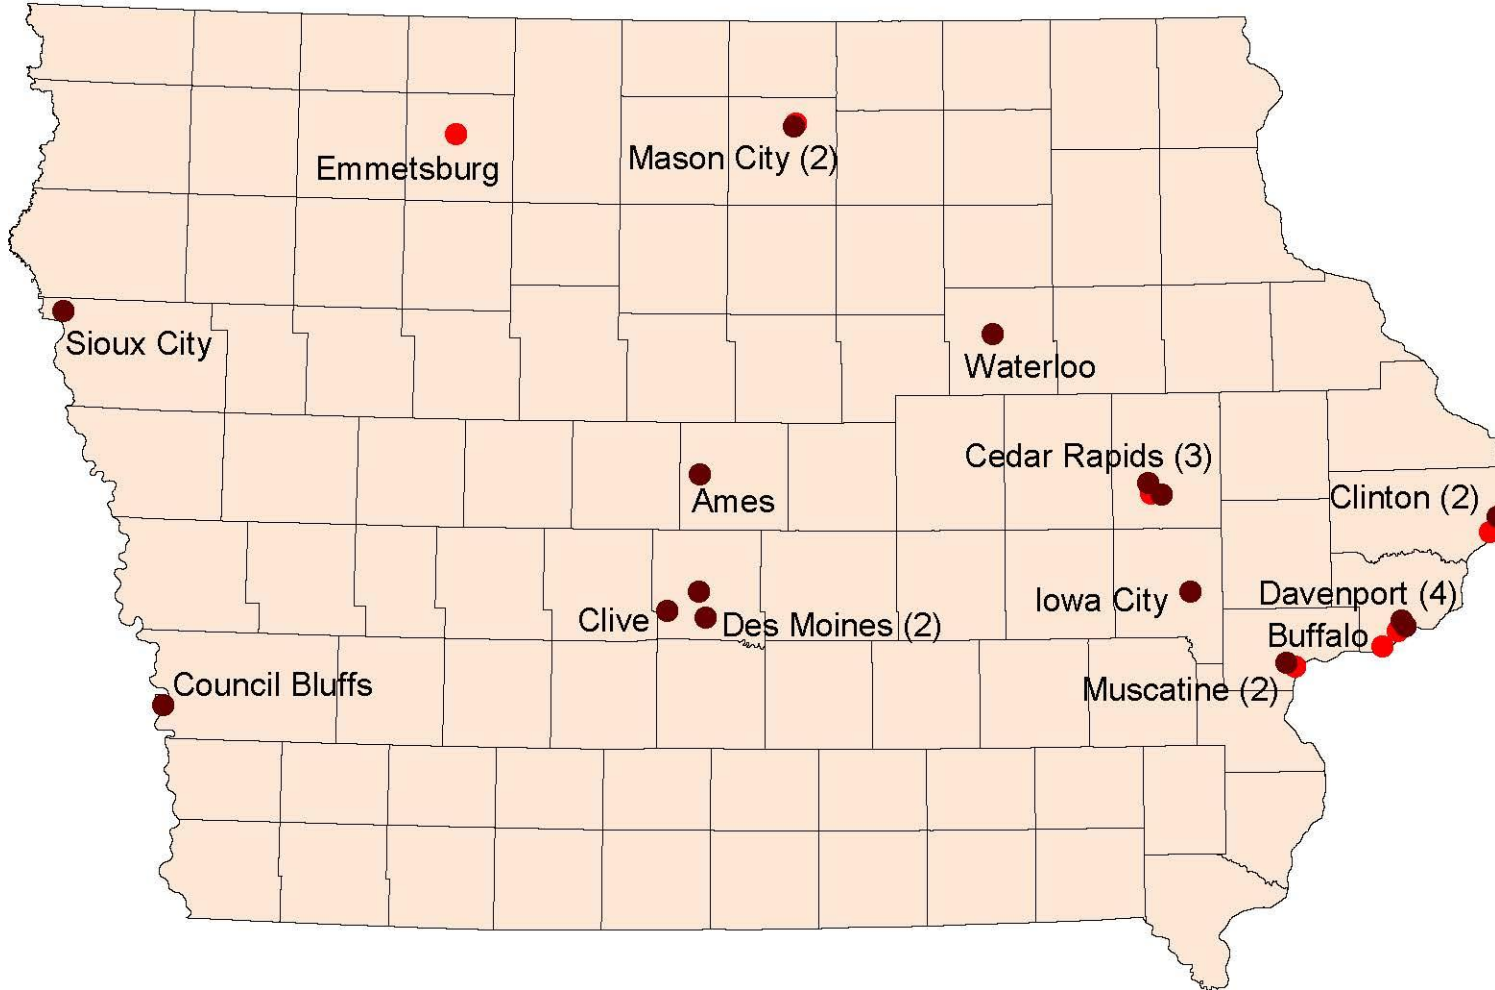 Emmetsburg
Mason City (2)
Sioux City
Waterloo
Cedar Rapids (3)
Ames
Clinton (2)
Iowa City
Davenport (4)
Clive
Des Moines (2)
Buffalo
Council Bluffs
Muscatine (2)